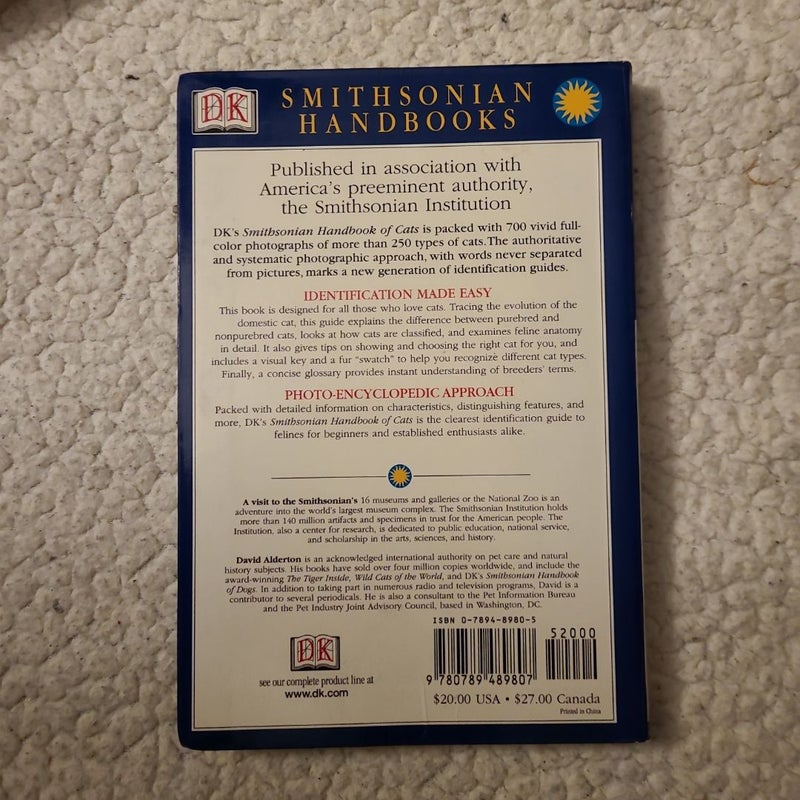 DK
SMITHSONIAN
HANDBOOKS
Published in association with
America's preeminent authority,
the Smithsonian Institution
DK's Smithsonian Handbook of Cats is packed with 700 vivid full-
color photographs of more than 250 types of cats. The authoritative
and systematic photographic approach, with words never separated
from pictures, marks a new generation of identification guides.
IDENTIFICATION MADE EASY
This book is designed for all those who love cats. Tracing the evolution of the
domestic cat, this guide explains the difference between purebred and
nonpurebred cats, looks at how cats are classified, and examines feline anatomy
in detail. It also gives tips on showing and choosing the right cat for you, and
includes a visual key and a fur "swatch" to help you recognize different cat types.
Finally, a concise glossary provides instant understanding of breeders' terms.
PHOTO-ENCYCLOPEDIC APPROACH
Packed with detailed information on characteristics, distinguishing features, and
more, DK's Smithsonian Handbook of Cats is the clearest identification guide to
felines for beginners and established enthusiasts alike.
A visit to the Smithsonian's 16 museums and galleries or the National Zoo is an
adventure into the world's largest museum complex. The Smithsonian Institution holds
more than 140 million artifacts and specimens in trust for the American people. The
Institution, also a center for research, is dedicated to public education, national service,
and scholarship in the arts, sciences, and history.
David Alderton is an acknowledged international authority on pet care and natural
history subjects. His books have sold over four million copies worldwide, and include the
award-winning The Tiger Inside, Wild Cats of the World, and DK's Smithsonian Handbook
of Dogs. In addition to taking part in numerous radio and television programs, David is a
contributor to several periodicals. He is also a consultant to the Pet Information Bureau
and the Pet Industry Joint Advisory Council, based in Washington, DC.
ISBN 0-7894-8980-5
52000
9 780789 489807
DK
see our complete product line at
www.dk.com
$20.00 USA • $27.00 Canada
Printed in China